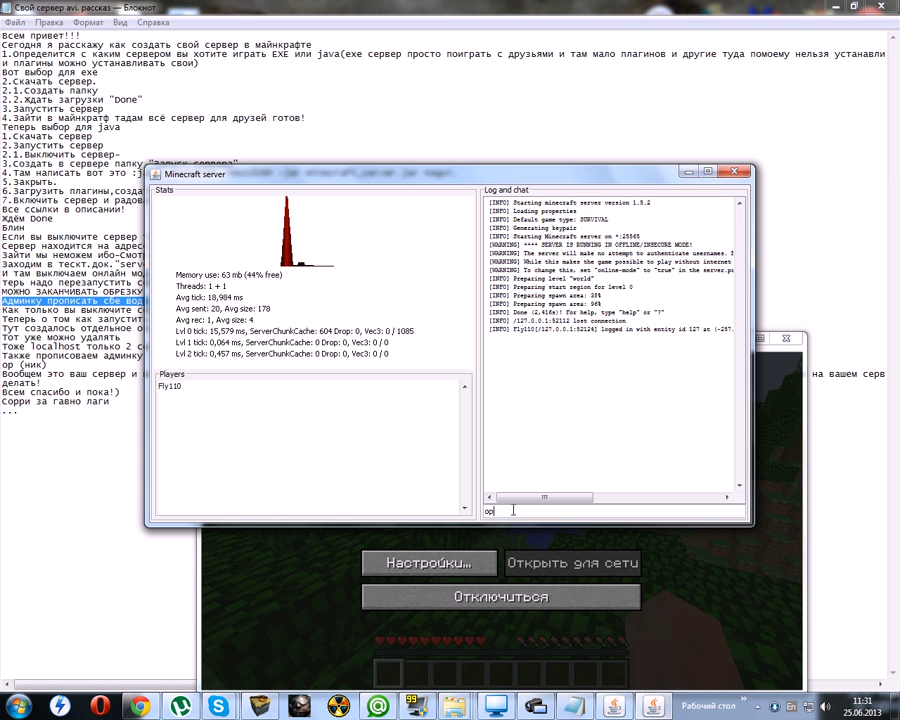 Свой сервер avi. рассказ — Блокнот
Файл Правка Формат Вид Справка
Всем привет!!!
Сегодня я расскажу как создать свой сервер в майнкрафте
1.Определится с каким сервером вы хотите играть EXE или java(exe сервер просто поиграть с друзьями и там мало плагинов и другие туда помоему нельзя устанавли
и плагины можно устанавливать свои)
Вот выбор для exe
2.Скачать сервер.
2.1.Создать папку
2.2.Ждать загрузки "Done"
3.Запустить сервер
4.Зайти в майнкратф тадам всё сервер для друзей готов!
Теперь выбор для java
1.Скачать сервер
2.Запустить сервер
2.1.Выключить сервер-
3.Создать в сервере папку "Запуск сервера"
4.Там написать вот это :ja
5.Закрыть.
6.Загрузить плагины,созда
7.Включить сервер и радова
Все ссылки в описании!
Ждём Done
Блин
Если вы выключите сервер
Сервер находится на адрес
Зайти мы неможем ибо-Смот
Заходим в тескт.док."serv
и там выключаем онлайн мо
терь надо перезапустить с
МОЖНО ЗАКАНЧИВАТЬ ОБРЕЗКУ
Админку прописать сбе вод
Как только вы выключите с
Теперь о том как запустит
Тут создалось отдельное о
Тот уже можно удалять
Тоже localhost только 2 с
Также прописоваем админку
op (ник)
Вообщем это ваш сервер и
на вашем серв
делать!
Всем спасибо и пока!)
Сорри за гавно лаги
...
Minecraft server
Stats
Memory use: 63 mb (44% free)
Threads: 1 + 1
Avg tick: 18,984 ms
Avg sent: 20, Avg size: 178
Avg rec: 1, Avg size: 4
Lvl 0 tick: 15,579 ms, ServerChunkCache: 604 Drop: 0, Vec3: 0 / 1085
Lvl 1 tick: 0,064 ms, ServerChunkCache: 0 Drop: 0, Vec3: 0 / 0
Lvl 2 tick: 0,457 ms, ServerChunkCache: 0 Drop: 0, Vec3: 0 / 0
Players
Fly110
Log and chat
[INFO] Starting minecraft server version 1.5.2
[INFO] Loading properties
[INFO] Default game type: SURVIVAL
[INFO] Generating keypair
[INFO] Starting Minecraft server on *:25565
[WARNING] **** SERVER IS RUNNING IN OFFLINE/INSECURE MODE!
[WARNING] The server will make no attempt to authenticate usernames.
[WARNING] While this makes the game possible to play without internet
[WARNING] To change this, set "online-mode" to "true" in the server.p
[INFO] Preparing level "world"
[INFO] Preparing start region for level 0
[INFO] Preparing spawn area: 38%
[INFO] Preparing spawn area: 96%
[INFO] Done (2,416s)! For help, type "help" or "?"
[INFO] /127.0.0.1:52112 lost connection
[INFO] Fly110[/127.0.0.1:52124] logged in with entity id 127 at (-257.
op
Настройки...
Открыть для сети
Отключиться
99
Рабочий стол
En
11:31
25.06.2013